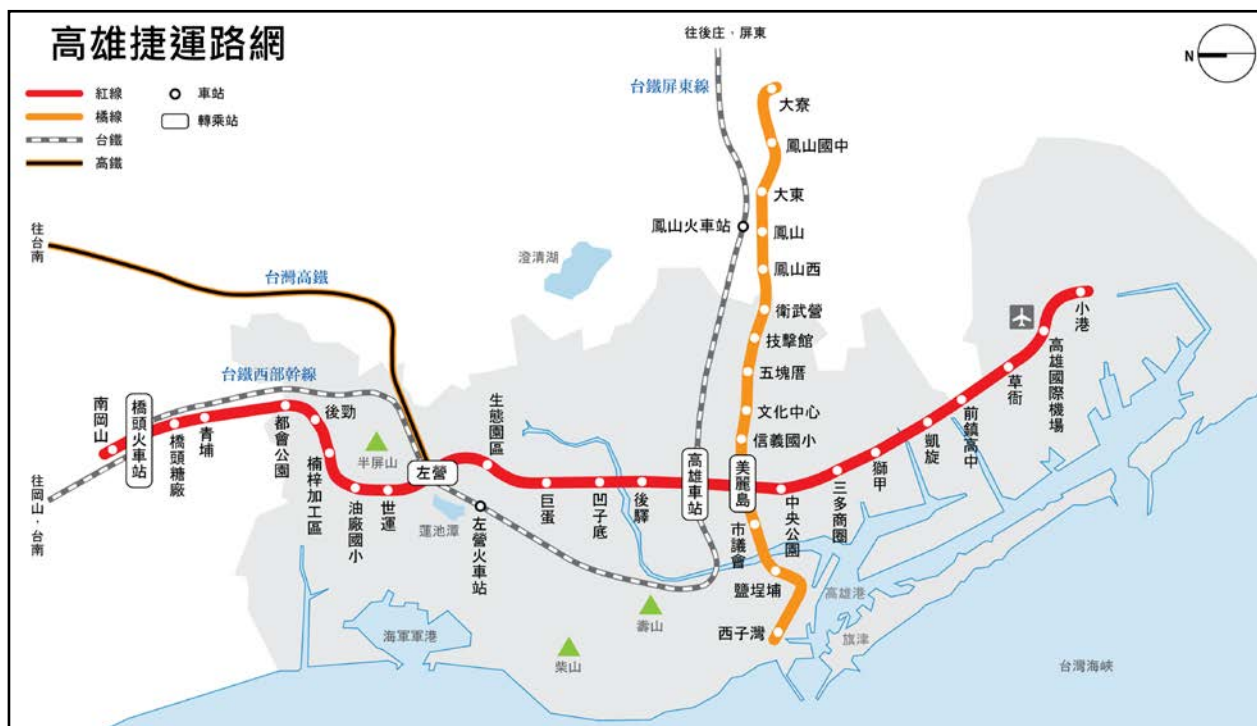 高雄捷運路網
紅線
橘線
台鐵
高鐵
車站
轉乘站
N
往後庄，屏東
台鐵屏東線
往台南
台灣高鐵
澄清湖
台鐵西部幹線
往岡山，台南
南岡山
橋頭火車站
橋頭糖廠
青埔
都會公園
後勁
楠梓加工區
油廠國小
世運
左營
生態園區
巨蛋
凹子底
後驛
高雄車站
美麗島
中央公園
三多商圈
獅甲
凱旋
前鎮高中
草衙
高雄國際機場
小港
大寮
鳳山國中
大東
鳳山
鳳山西
衛武營
技擊館
五塊厝
文化中心
信義國小
市議會
鹽埕埔
西子灣
鳳山火車站
左營火車站
半屏山
蓮池潭
海軍軍港
壽山
柴山
高雄港
旗津
台灣海峽